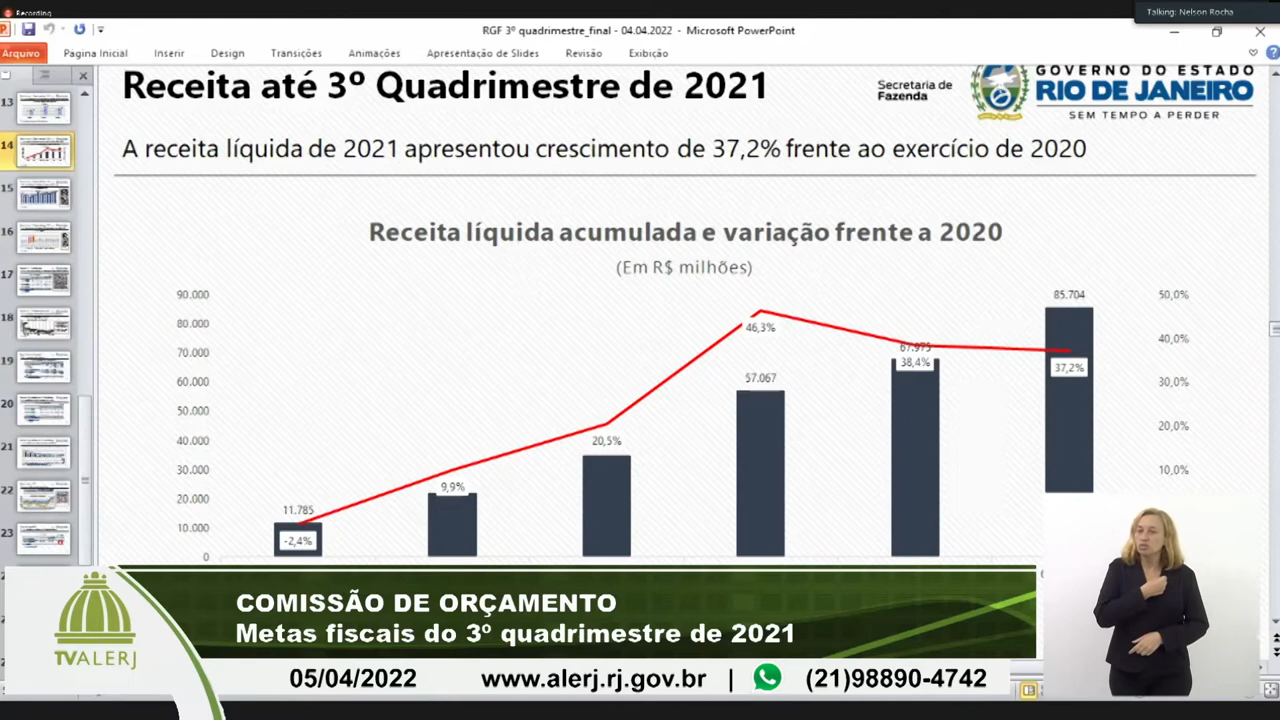 Recording
Talking: Nelson Rocha
RGF 3º quadrimestre_final - 04.04.2022 - Microsoft PowerPoint
Arquivo Página Inicial Inserir Design Transições Animações Apresentação de Slides Revisão Exibição
Receita até 3º Quadrimestre de 2021
Secretaria de
Fazenda
GOVERNO DO ESTADO
RIO DE JANEIRO
SEM TEMPO A PERDER
A receita líquida de 2021 apresentou crescimento de 37,2% frente ao exercício de 2020
Receita líquida acumulada e variação frente a 2020
(Em R$ milhões)
90.000
80.000
70.000
60.000
50.000
40.000
30.000
20.000
10.000
0
11.785
-2,4%
9,9%
20,5%
46,3%
57.067
67.975
38,4%
85.704
37,2%
50,0%
40,0%
30,0%
20,0%
10,0%
13
14
15
16
17
18
19
20
21
22
23
TVALERJ
COMISSÃO DE ORÇAMENTO
Metas fiscais do 3º quadrimestre de 2021
05/04/2022 www.alerj.rj.gov.br | (21)98890-4742